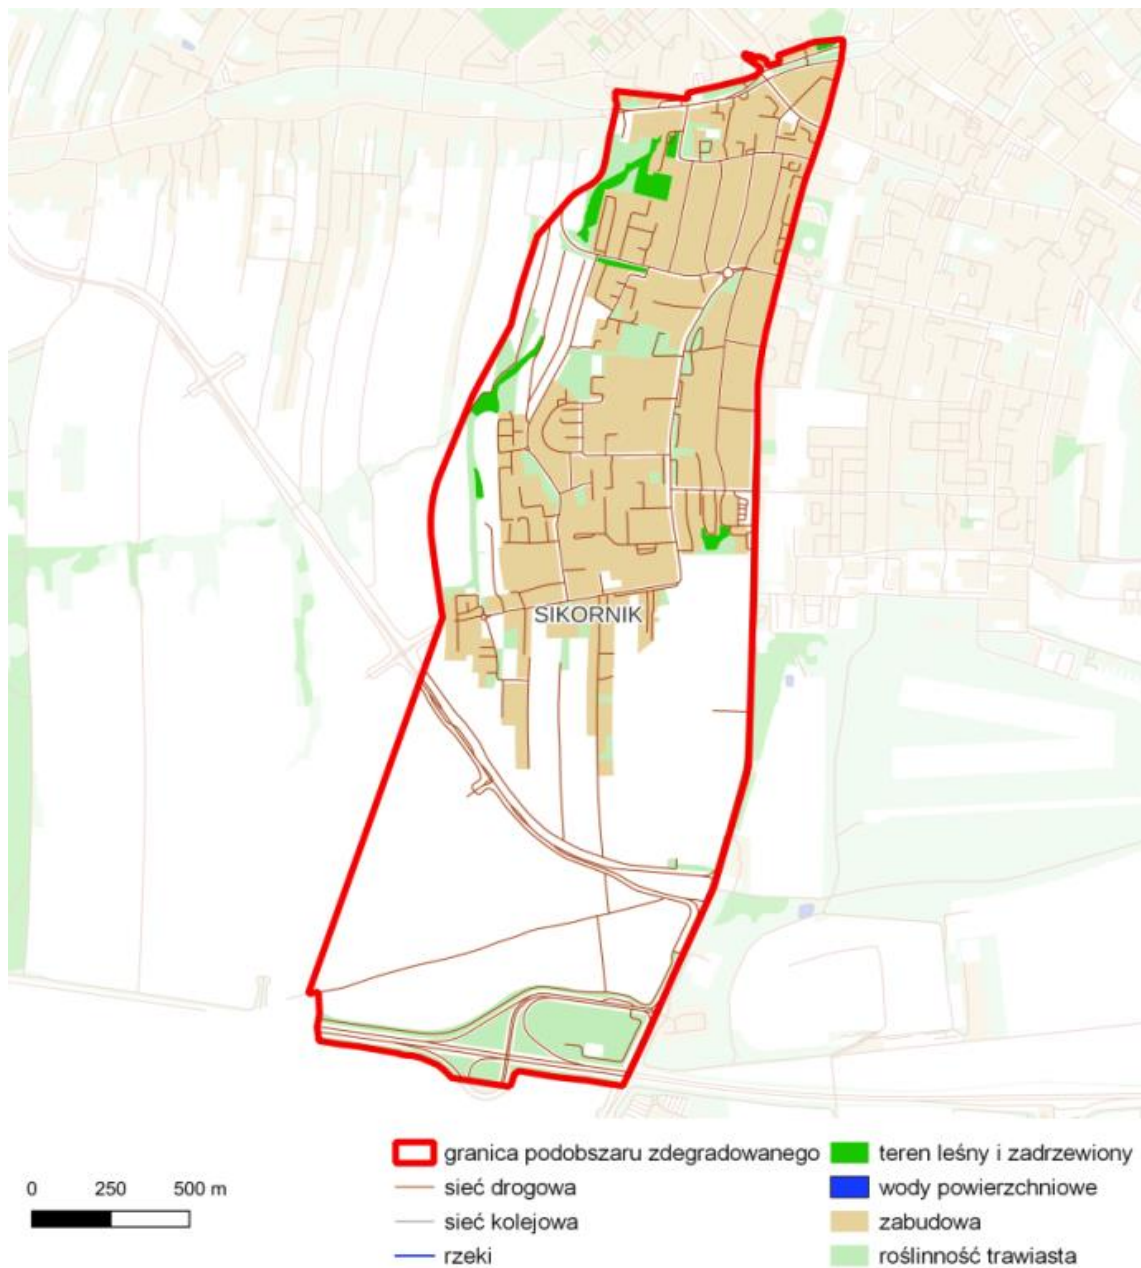 SIKORNIK
granica podobszaru zdegradowanego
sieć drogowa
sieć kolejowa
rzeki
teren leśny i zadrzewiony
wody powierzchniowe
zabudowa
roślinność trawiasta
0 250 500 m